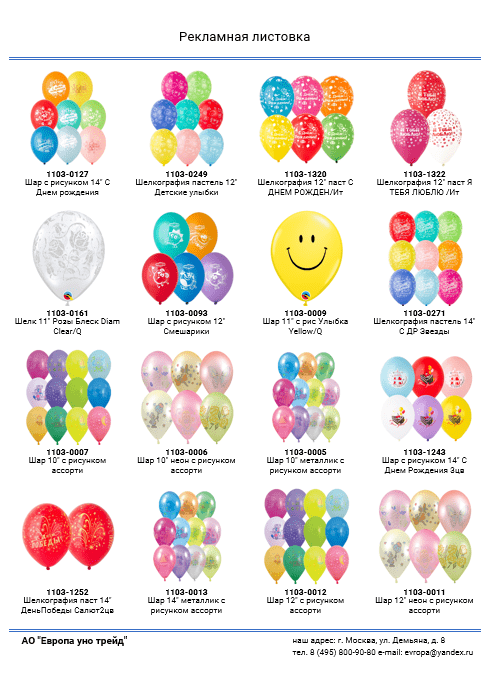 Рекламная листовка
1103-0127
Шар с рисунком 14" С
Днем рождения
1103-0249
Шелкография пастель 12"
Детские улыбки
1103-1320
Шелкография 12" паст С
ДНЕМ РОЖДЕН/Ит
1103-1322
Шелкография 12" паст Я
ТЕБЯ ЛЮБЛЮ /Ит
1103-0161
Шелк 11" Розы Блеск Diam
Clear/Q
1103-0093
Шар с рисунком 12"
Смешарики
1103-0009
Шар 11" с рис Улыбка
Yellow/Q
1103-0271
Шелкография пастель 14"
С ДР Звезды
1103-0007
Шар 10" с рисунком
ассорти
1103-0006
Шар 10" неон с рисунком
ассорти
1103-0005
Шар 10" металлик с
рисунком ассорти
1103-1243
Шар с рисунком 14" С
Днем Рождения 3цв
1103-1252
Шелкография паст 14"
ДеньПобеды Салют2цв
1103-0013
Шар 14" металлик с
рисунком ассорти
1103-0012
Шар 12" с рисунком
ассорти
1103-0011
Шар 12" неон с рисунком
ассорти
АО "Европа уно трейд"
наш адрес: г. Москва, ул. Демьяна, д. 8
тел. 8 (495) 800-90-80 e-mail: evropa@yandex.ru